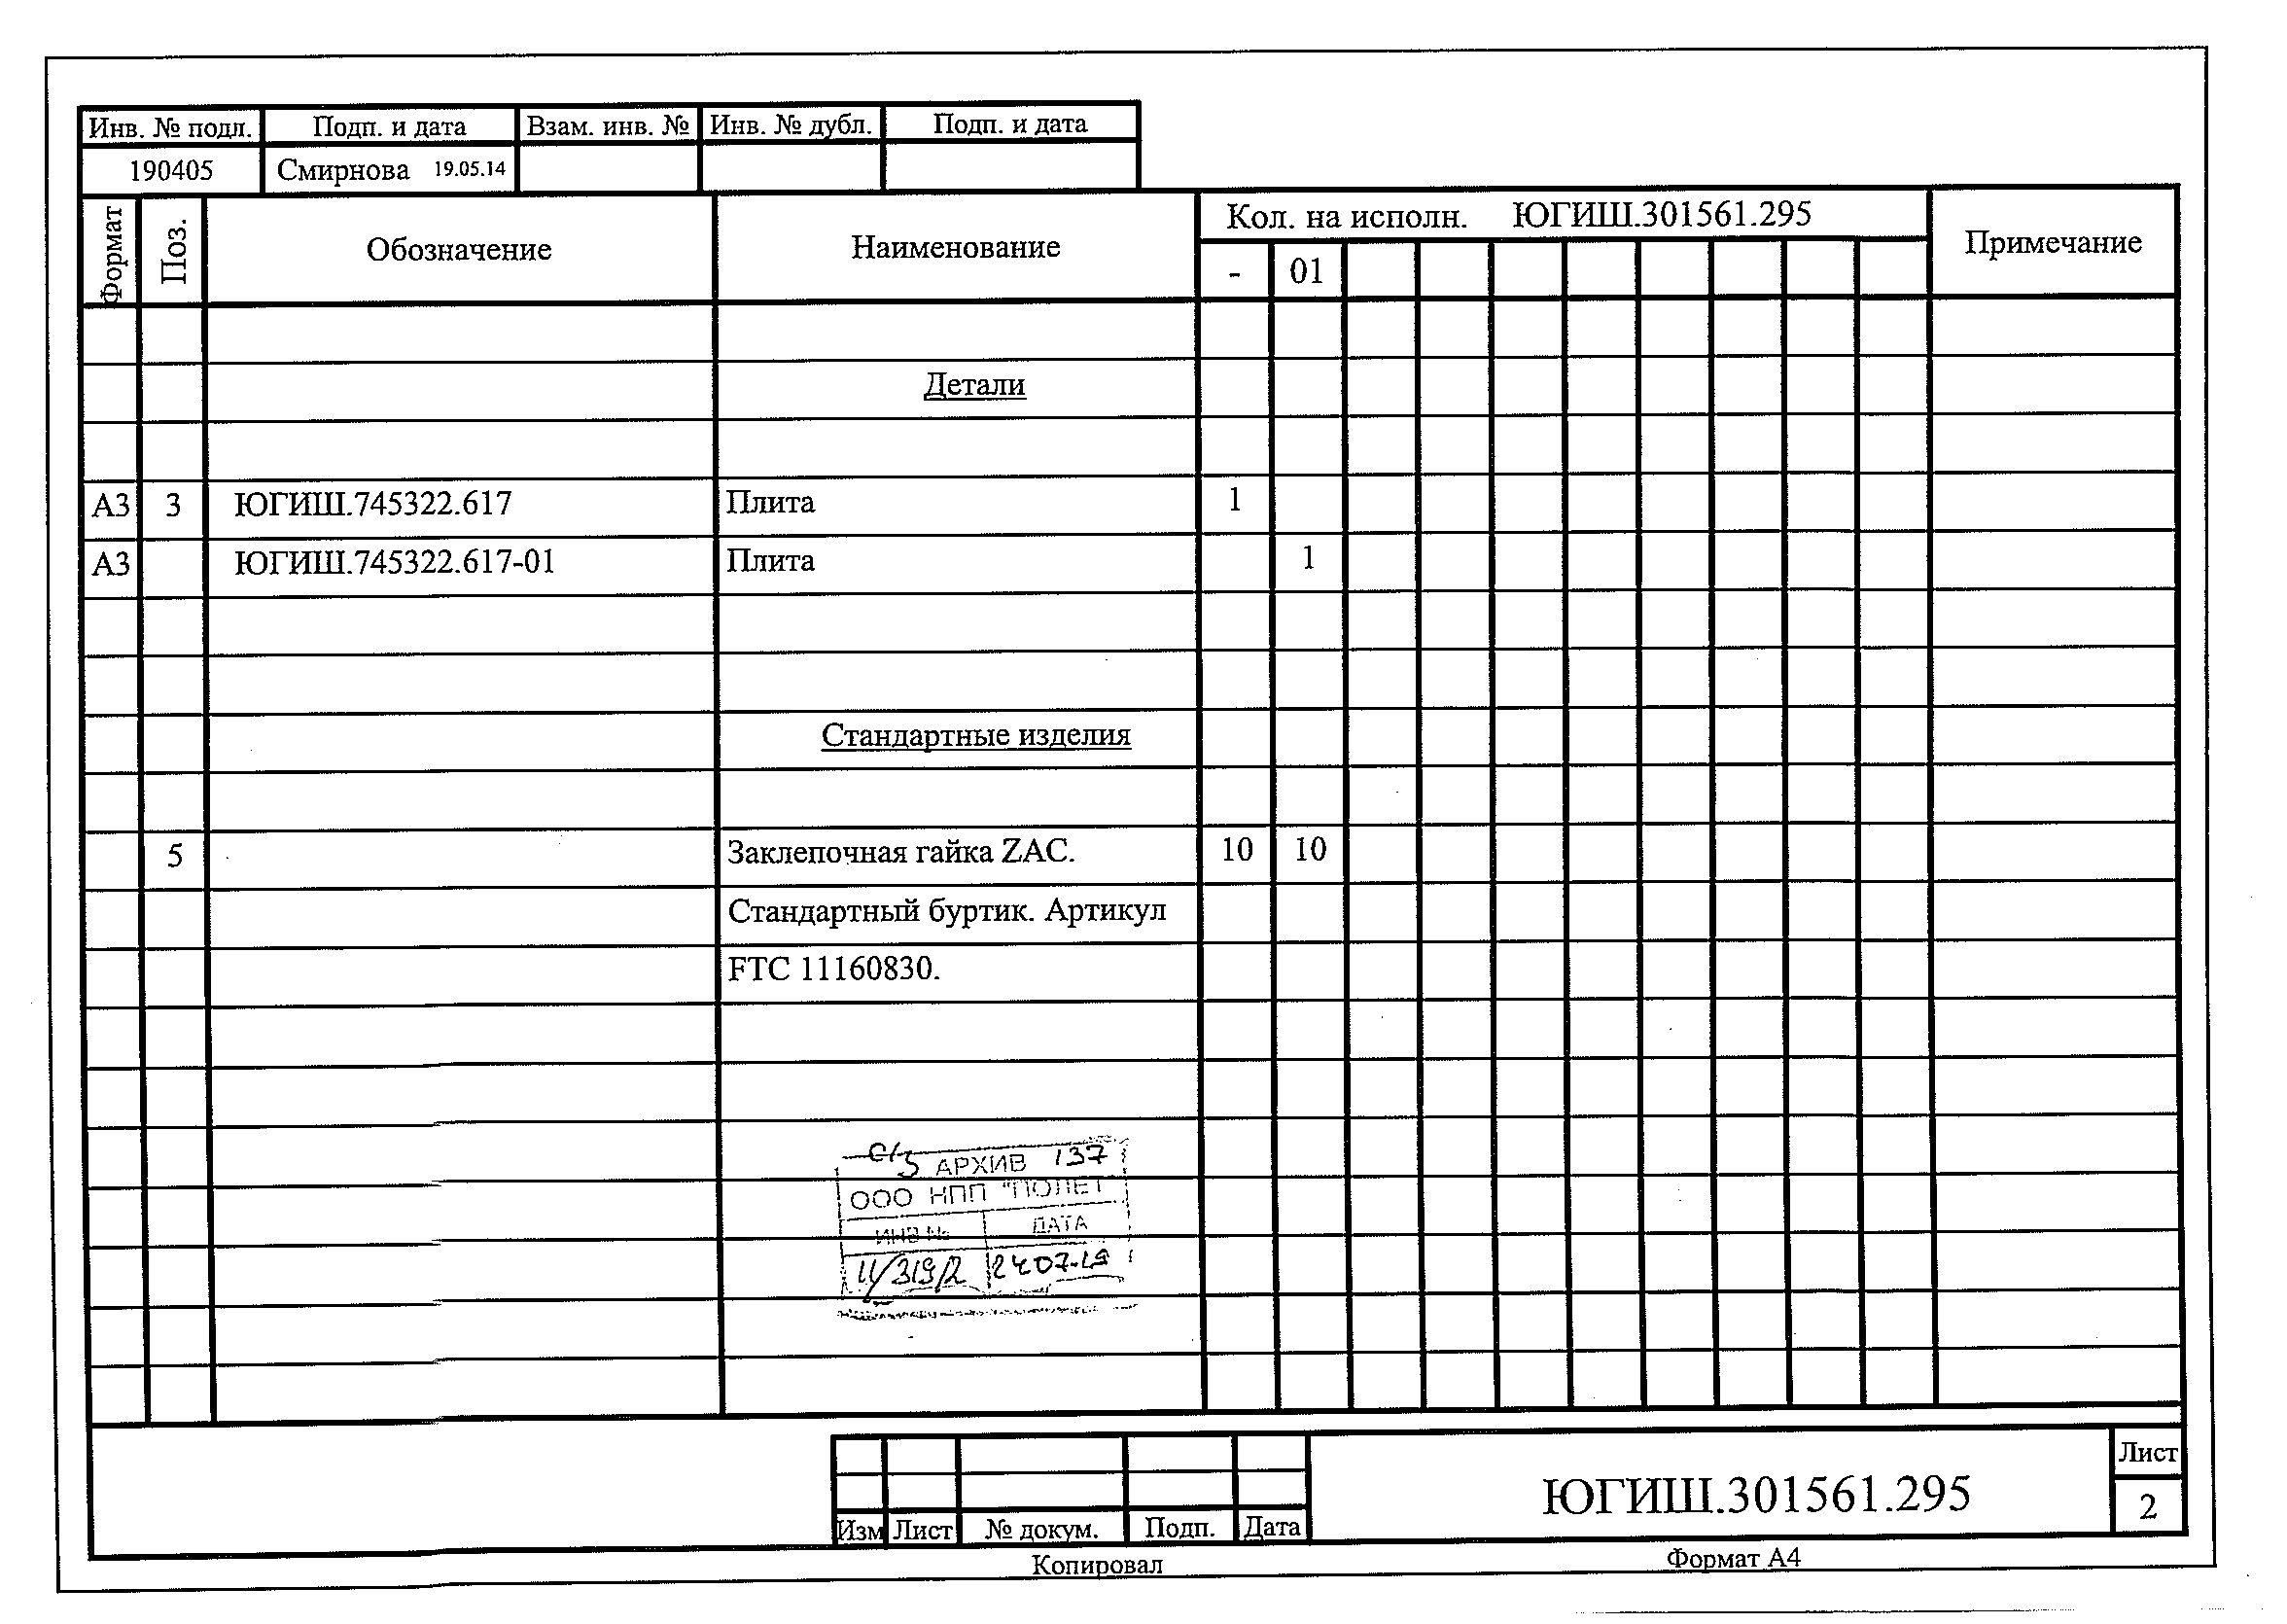 Инв. № подл. Подп. и дата Взам. инв. № Инв. № дубл. Подп. и дата
190405 Смирнова 19.05.14
Формат Поз. Обозначение Наименование Кол. на исполн. ЮГИШ.301561.295 Примечание
- 01
Детали
А3 3 ЮГИШ.745322.617 Плита 1
А3 ЮГИШ.745322.617-01 Плита 1
Стандартные изделия
5 Заклепочная гайка ZAC. 10 10
Стандартный буртик. Артикул
FTC 11160830.
АРХИВ 137
ООО НПП "ПОЛЕТ
ИНВ № ДАТА
11/319/2 24.07.19
ЮГИШ.301561.295 Лист
2
Изм Лист № докум. Подп. Дата
Копировал Формат А4